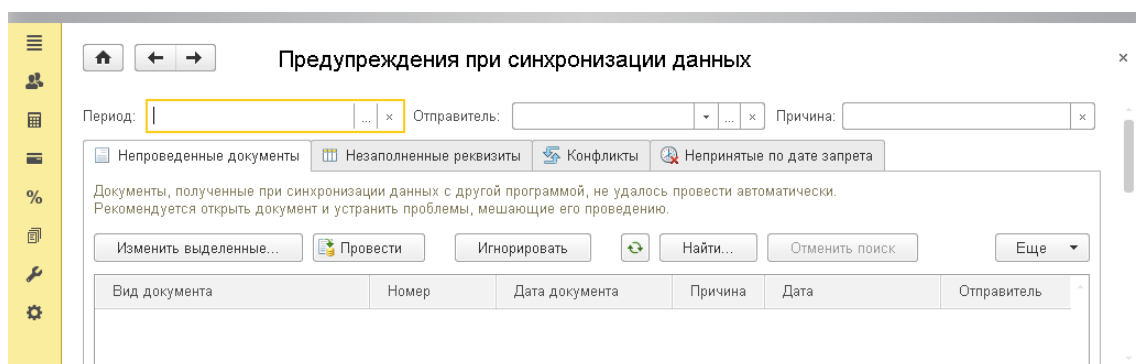 Предупреждения при синхронизации данных
Период: ... × Отправитель: ... × Причина: ×
Непроведенные документы Незаполненные реквизиты Конфликты Непринятые по дате запрета
Документы, полученные при синхронизации данных с другой программой, не удалось провести автоматически.
Рекомендуется открыть документ и устранить проблемы, мешающие его проведению.
Изменить выделенные... Провести Игнорировать Найти... Отменить поиск Еще
Вид документа Номер Дата документа Причина Дата Отправитель